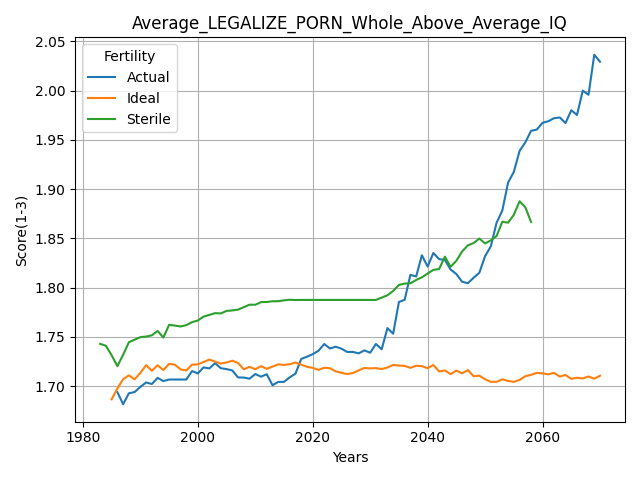 Average_LEGALIZE_PORN_Whole_Above_Average_IQ
2.05
2.00
1.95
1.90
1.85
1.80
1.75
1.70
Score(1-3)
Fertility
Actual
Ideal
Sterile
1980 2000 2020 2040 2060
Years